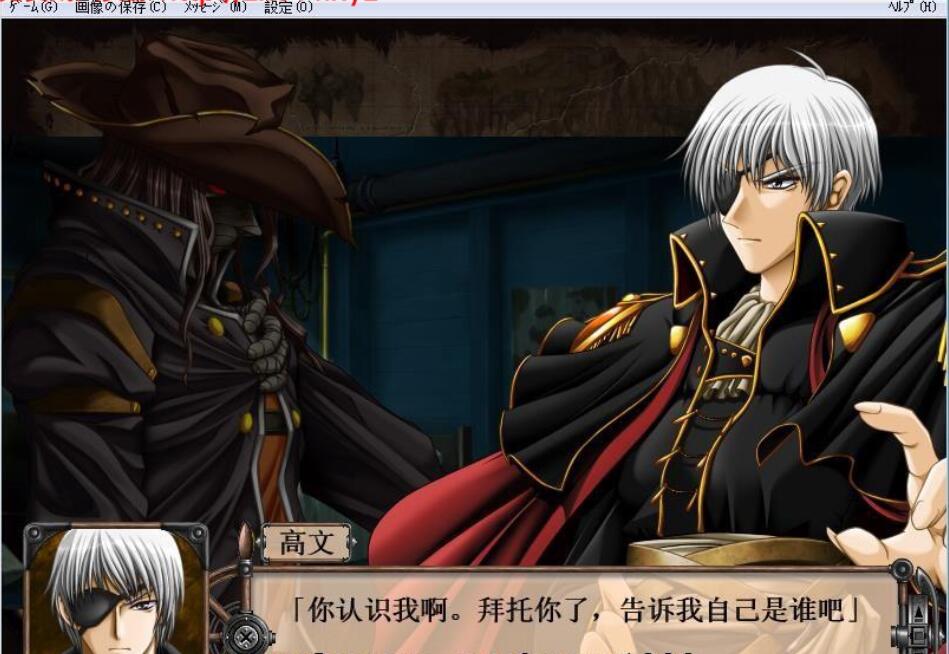 ゲーム(G) 画像の保存(C) メッセージ(M) 設定(O) ヘルプ(H)
高文
「你认识我啊。拜托你了，告诉我自己是谁吧」